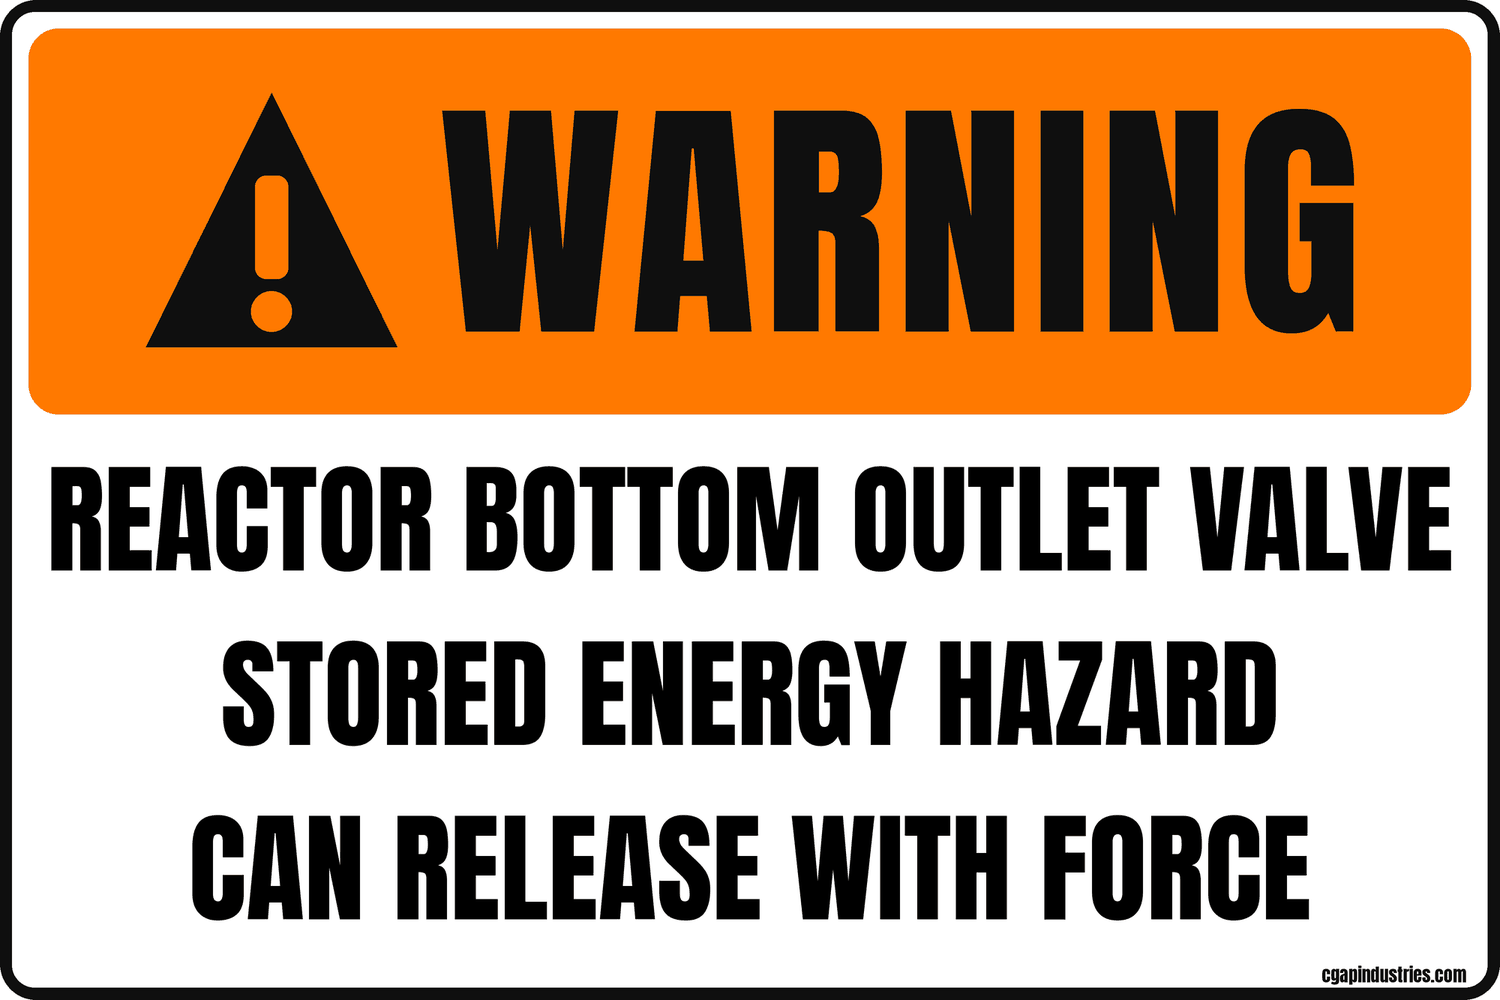 WARNING
REACTOR BOTTOM OUTLET VALVE
STORED ENERGY HAZARD
CAN RELEASE WITH FORCE
cgapindustries.com